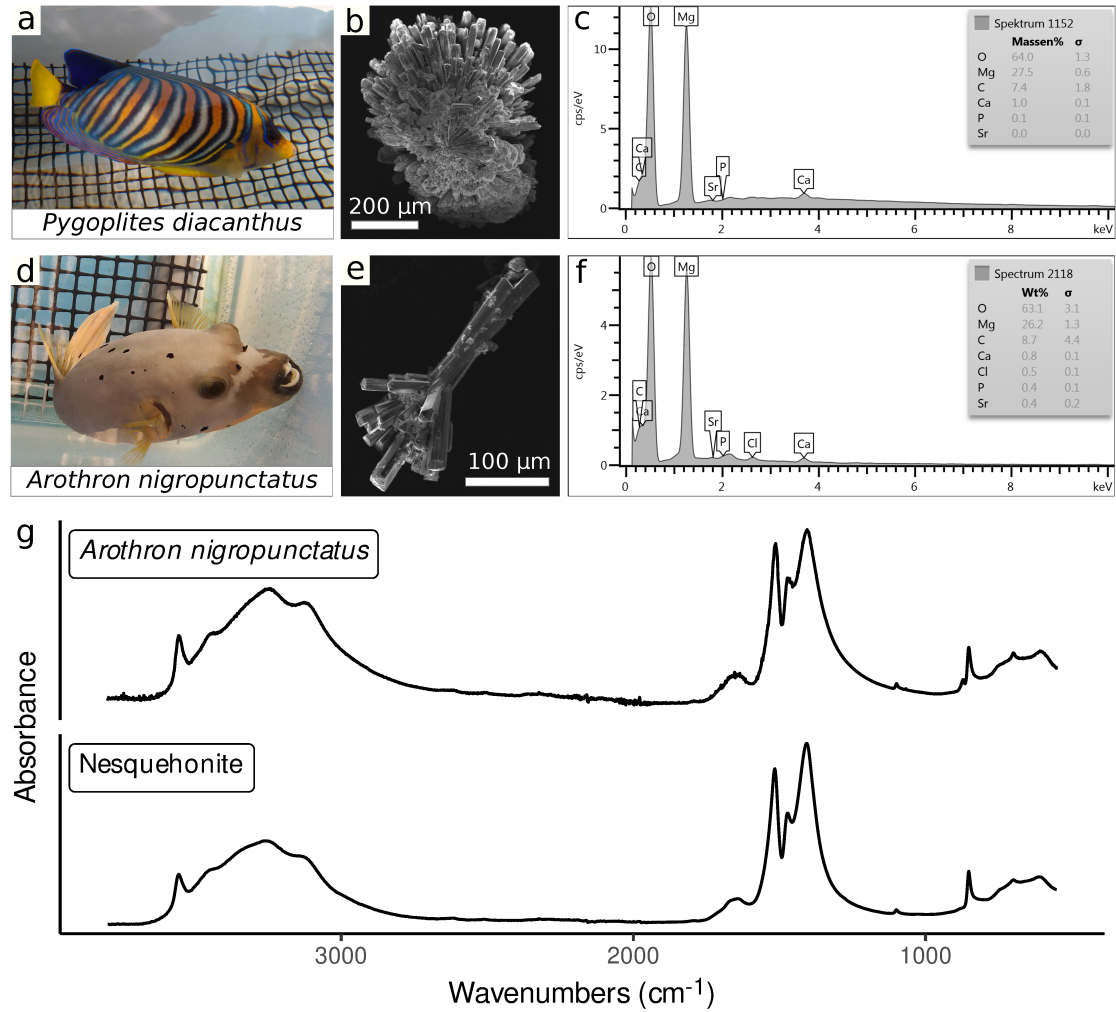 a
Pygoplites diacanthus
b
200 μm
c
cps/eV
10
5
0
O
Mg
Ca
C
Sr
P
Ca
0 2 4 6 8 keV
Spektrum 1152
Massen% σ
O 64.0 1.3
Mg 27.5 0.6
C 7.4 1.8
Ca 1.0 0.1
P 0.1 0.1
Sr 0.0 0.0
d
Arothron nigropunctatus
e
100 μm
f
cps/eV
4
2
0
O
Mg
C
Ca
Sr
P
Cl
Ca
0 2 4 6 8 keV
Spectrum 2118
Wt% σ
O 63.1 3.1
Mg 26.2 1.3
C 8.7 4.4
Ca 0.8 0.1
Cl 0.5 0.1
P 0.4 0.1
Sr 0.4 0.2
g
Arothron nigropunctatus
Nesquehonite
Absorbance
3000 2000 1000
Wavenumbers (cm⁻¹)